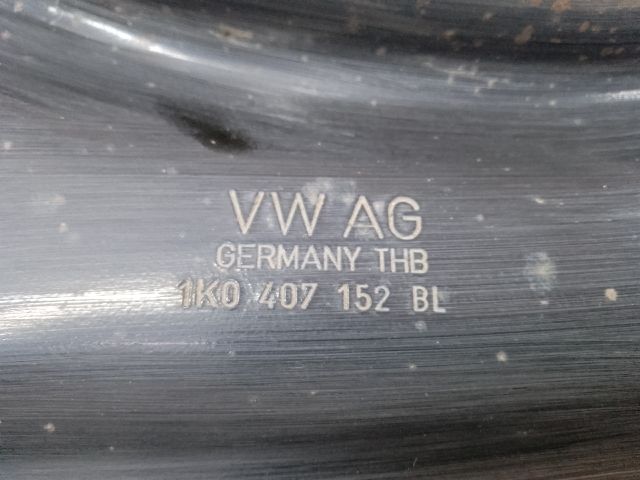 VW AG
GERMANY THB
1K0 407 152 BL